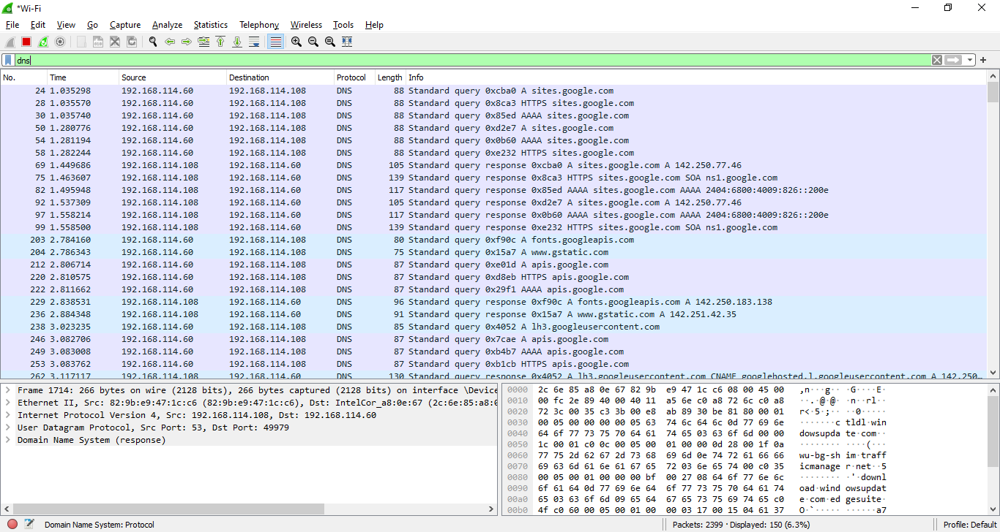 *Wi-Fi
File Edit View Go Capture Analyze Statistics Telephony Wireless Tools Help
dns
No. Time Source Destination Protocol Length Info
24 1.035298 192.168.114.60 192.168.114.108 DNS 88 Standard query 0xcba0 A sites.google.com
28 1.035570 192.168.114.60 192.168.114.108 DNS 88 Standard query 0x8ca3 HTTPS sites.google.com
30 1.035740 192.168.114.60 192.168.114.108 DNS 88 Standard query 0x85ed AAAA sites.google.com
50 1.280776 192.168.114.60 192.168.114.108 DNS 88 Standard query 0xd2e7 A sites.google.com
54 1.281194 192.168.114.60 192.168.114.108 DNS 88 Standard query 0x0b60 AAAA sites.google.com
58 1.282244 192.168.114.60 192.168.114.108 DNS 88 Standard query 0xe232 HTTPS sites.google.com
69 1.449686 192.168.114.108 192.168.114.60 DNS 105 Standard query response 0xcba0 A sites.google.com A 142.250.77.46
75 1.463607 192.168.114.108 192.168.114.60 DNS 139 Standard query response 0x8ca3 HTTPS sites.google.com SOA ns1.google.com
82 1.495948 192.168.114.108 192.168.114.60 DNS 117 Standard query response 0x85ed AAAA sites.google.com AAAA 2404:6800:4009:826::200e
92 1.537309 192.168.114.108 192.168.114.60 DNS 105 Standard query response 0xd2e7 A sites.google.com A 142.250.77.46
97 1.558214 192.168.114.108 192.168.114.60 DNS 117 Standard query response 0x0b60 AAAA sites.google.com AAAA 2404:6800:4009:826::200e
99 1.558500 192.168.114.108 192.168.114.60 DNS 139 Standard query response 0xe232 HTTPS sites.google.com SOA ns1.google.com
203 2.784160 192.168.114.60 192.168.114.108 DNS 80 Standard query 0xf90c A fonts.googleapis.com
204 2.786343 192.168.114.60 192.168.114.108 DNS 75 Standard query 0x15a7 A www.gstatic.com
212 2.806714 192.168.114.60 192.168.114.108 DNS 87 Standard query 0xe01d A apis.google.com
220 2.810575 192.168.114.60 192.168.114.108 DNS 87 Standard query 0xd8eb HTTPS apis.google.com
222 2.811662 192.168.114.60 192.168.114.108 DNS 87 Standard query 0x29f1 AAAA apis.google.com
229 2.838531 192.168.114.108 192.168.114.60 DNS 96 Standard query response 0xf90c A fonts.googleapis.com A 142.250.183.138
236 2.884348 192.168.114.108 192.168.114.60 DNS 91 Standard query response 0x15a7 A www.gstatic.com A 142.251.42.35
238 3.023235 192.168.114.60 192.168.114.108 DNS 85 Standard query 0x4052 A lh3.googleusercontent.com
246 3.082706 192.168.114.60 192.168.114.108 DNS 87 Standard query 0x7cae A apis.google.com
249 3.083008 192.168.114.60 192.168.114.108 DNS 87 Standard query 0xb4b7 AAAA apis.google.com
253 3.083762 192.168.114.60 192.168.114.108 DNS 87 Standard query 0xb1cb HTTPS apis.google.com
262 3.117117 192.168.114.108 192.168.114.60 DNS 130 Standard query response 0x4052 A lh3.googleusercontent.com CNAME googlehosted.l.googleusercontent.com A 142.250…
Frame 1714: 266 bytes on wire (2128 bits), 266 bytes captured (2128 bits) on interface \Device
Ethernet II, Src: 82:9b:e9:47:1c:c6 (82:9b:e9:47:1c:c6), Dst: IntelCor_a8:0e:67 (2c:6e:85:a8:0
Internet Protocol Version 4, Src: 192.168.114.108, Dst: 192.168.114.60
User Datagram Protocol, Src Port: 53, Dst Port: 49979
Domain Name System (response)
0000 2c 6e 85 a8 0e 67 82 9b e9 47 1c c6 08 00 45 00 ,n···g·· ·G····E·
0010 00 fc 2e 89 40 00 40 11 a5 6e c0 a8 72 6c c0 a8 ··.·@·@· ·n··rl··
0020 72 3c 00 35 c3 3b 00 e8 ab 89 30 be 81 80 00 01 r<·5·;·· ··0·····
0030 00 05 00 00 00 00 05 63 74 6c 64 6c 0d 77 69 6e ·······c tldl·win
0040 64 6f 77 73 75 70 64 61 74 65 03 63 6f 6d 00 00 dowsupda te·com··
0050 1c 00 01 c0 0c 00 05 00 01 00 00 0d 28 00 1f 0a ········ ····(···
0060 77 75 2d 62 67 2d 73 68 69 6d 0e 74 72 61 66 66 wu-bg-sh im·traff
0070 69 63 6d 61 6e 61 67 65 72 03 6e 65 74 00 c0 35 icmanage r·net··5
0080 00 05 00 01 00 00 00 bf 00 27 08 64 6f 77 6e 6c ········ ·'·downl
0090 6f 61 64 0d 77 69 6e 64 6f 77 73 75 70 64 61 74 oad·wind owsupdat
00a0 65 03 63 6f 6d 09 65 64 67 65 73 75 69 74 65 c0 e·com·ed gesuite·
00b0 4f c0 60 00 05 00 01 00 00 03 17 00 15 04 61 37 O·`····· ······a7
Domain Name System: Protocol
Packets: 2399 · Displayed: 150 (6.3%)
Profile: Default